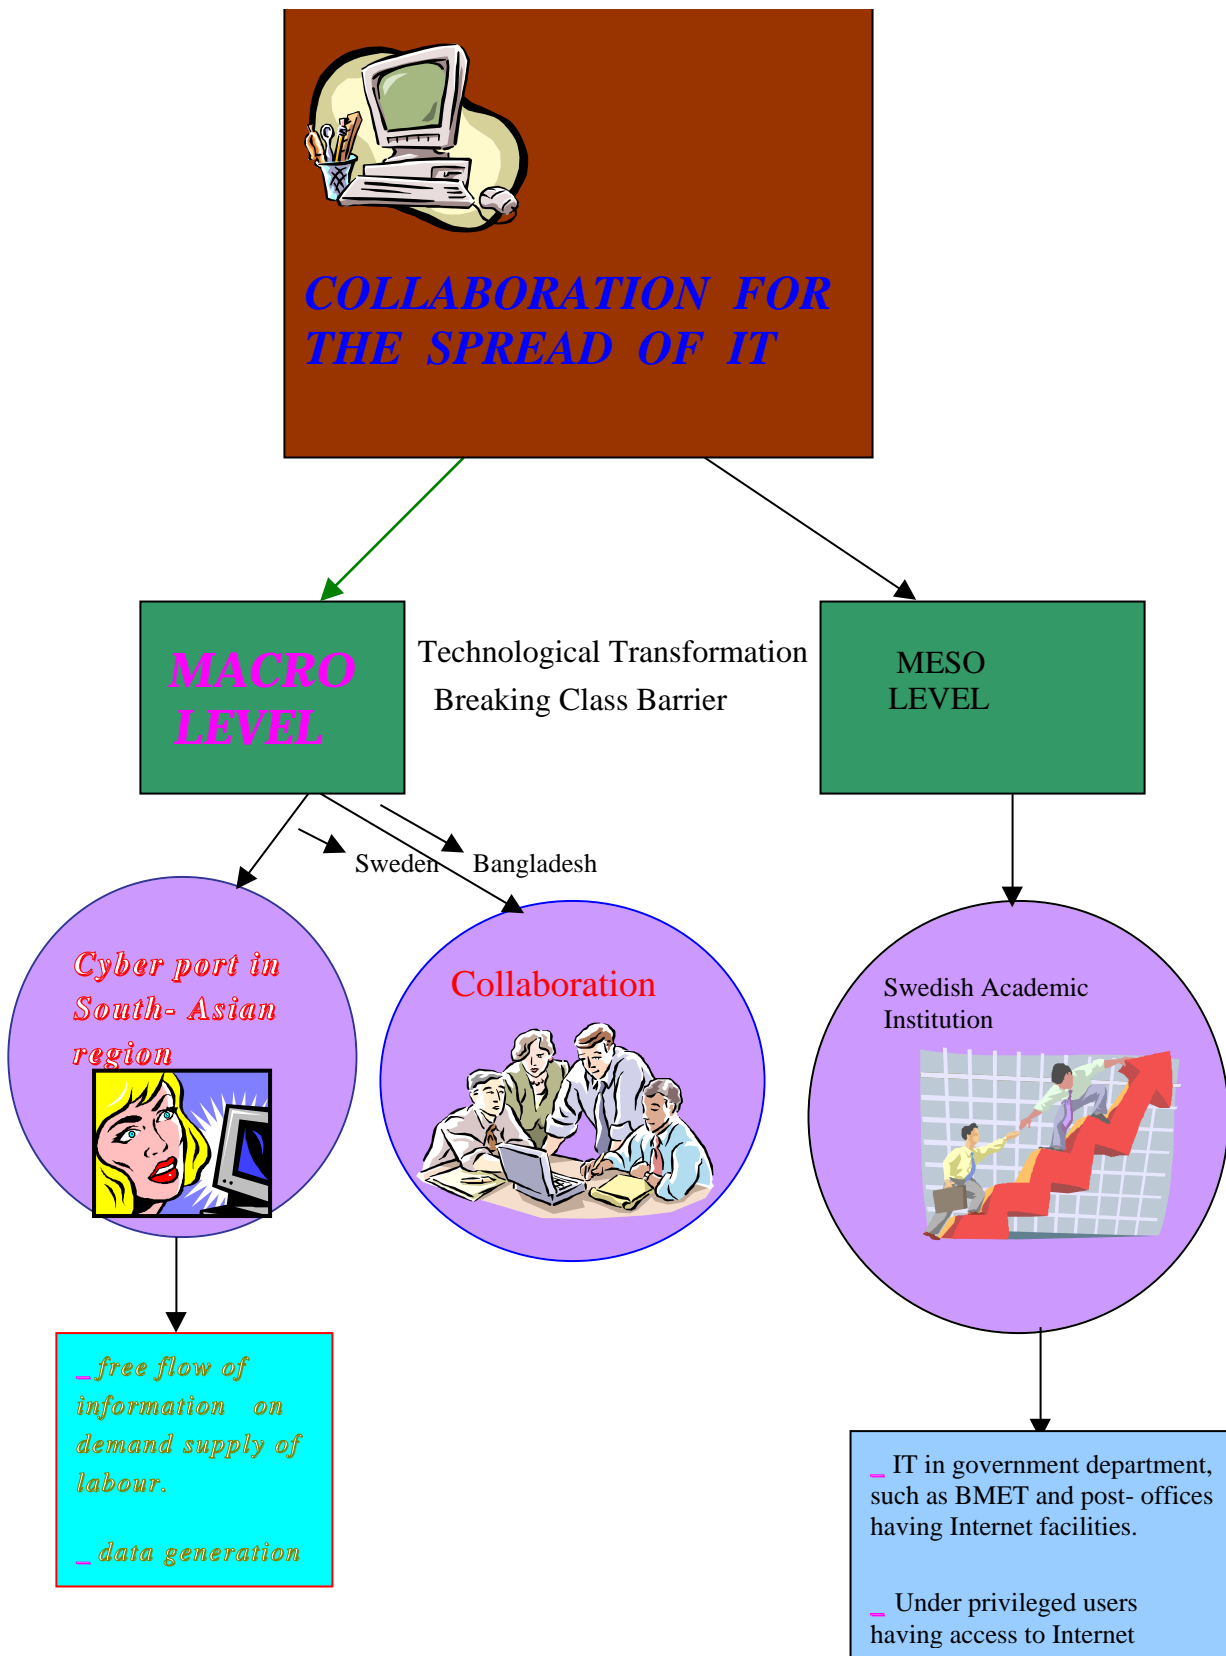 COLLABORATION FOR
THE SPREAD OF IT
MACRO
LEVEL
Technological Transformation
Breaking Class Barrier
MESO
LEVEL
Sweden
Bangladesh
Cyber port in
South- Asian
region
Collaboration
Swedish Academic
Institution
_ free flow of
information on
demand supply of
labour.
_ data generation
_ IT in government department,
such as BMET and post- offices
having Internet facilities.
_ Under privileged users
having access to Internet